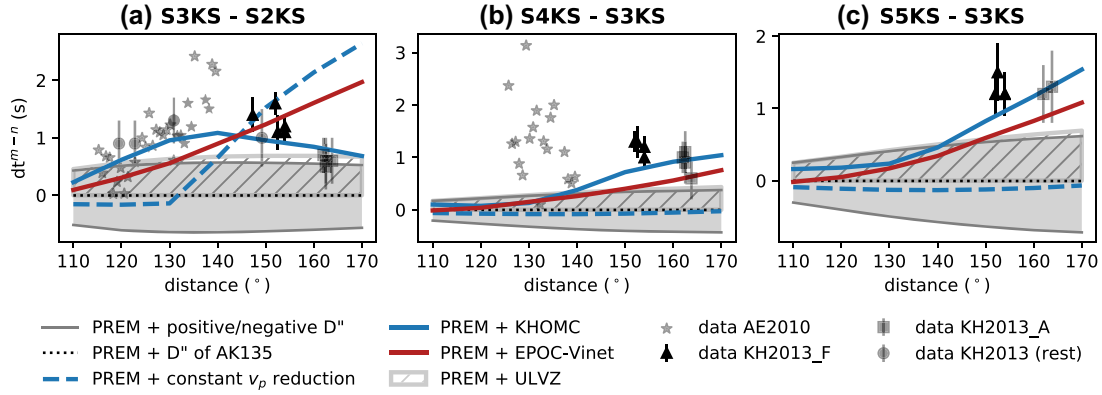 (a) S3KS - S2KS
(b) S4KS - S3KS
(c) S5KS - S3KS
dt^{m-n} (s)
2
1
0
110 120 130 140 150 160 170
distance (°)
3
2
1
0
110 120 130 140 150 160 170
distance (°)
2
1
0
110 120 130 140 150 160 170
distance (°)
PREM + positive/negative D"
PREM + D" of AK135
PREM + constant v_p reduction
PREM + KHOMC
PREM + EPOC-Vinet
PREM + ULVZ
data AE2010
data KH2013_F
data KH2013_A
data KH2013 (rest)